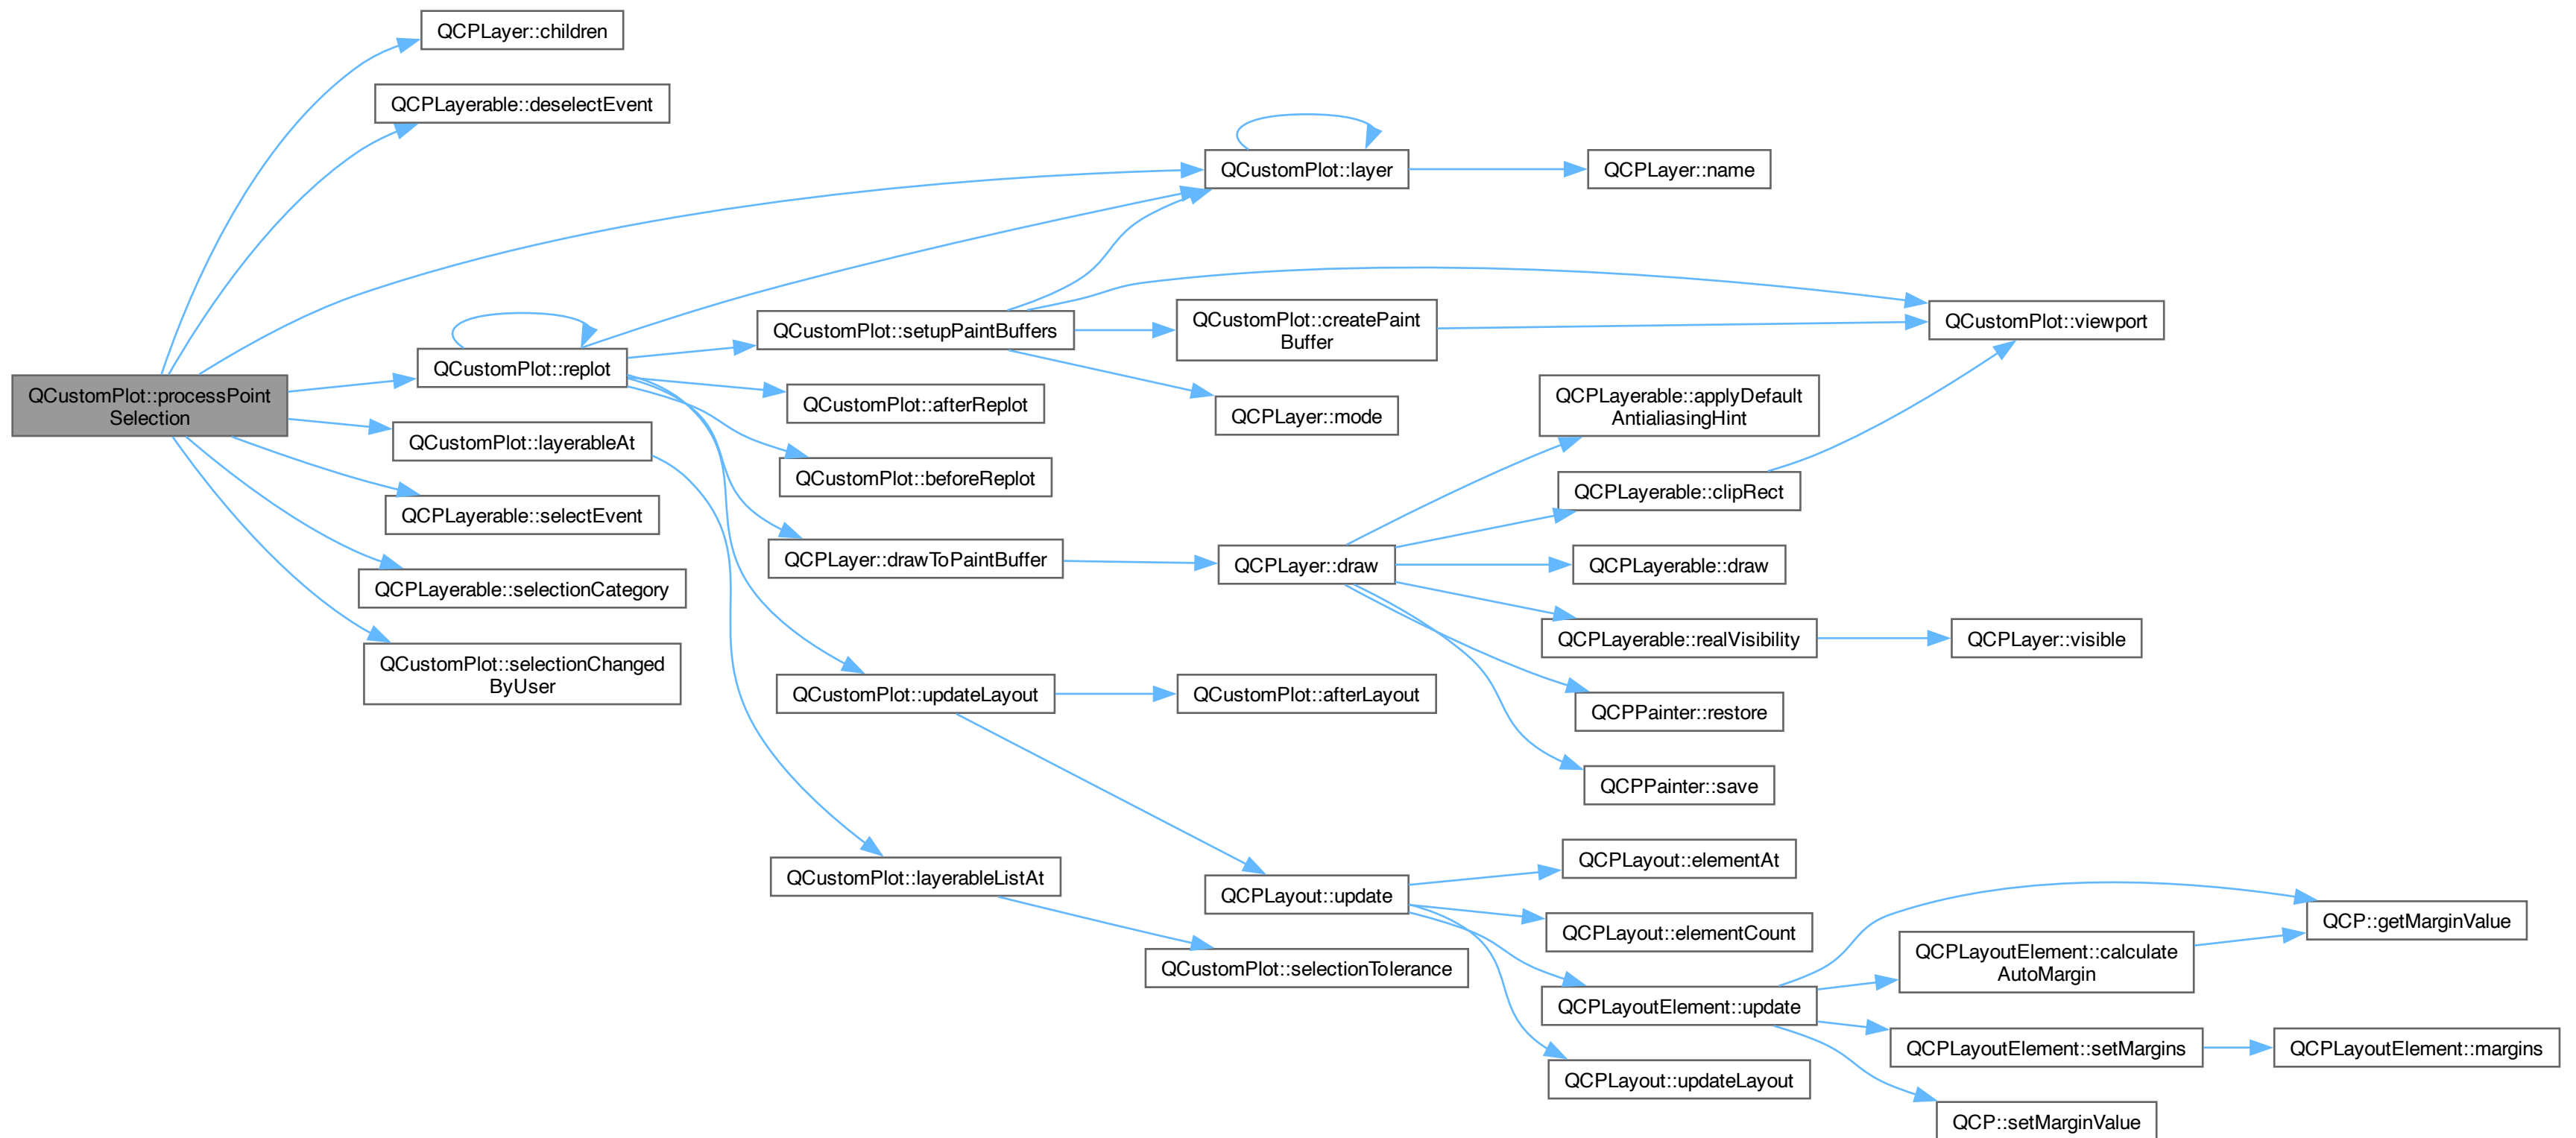 QCPLayer::children
QCPLayerable::deselectEvent
QCustomPlot::layer
QCPLayer::name
QCustomPlot::setupPaintBuffers
QCustomPlot::createPaint
Buffer
QCustomPlot::viewport
QCustomPlot::replot
QCustomPlot::processPoint
Selection
QCustomPlot::afterReplot
QCPLayer::mode
QCPLayerable::applyDefault
AntialiasingHint
QCustomPlot::layerableAt
QCustomPlot::beforeReplot
QCPLayerable::clipRect
QCPLayerable::selectEvent
QCPLayer::drawToPaintBuffer
QCPLayer::draw
QCPLayerable::draw
QCPLayerable::selectionCategory
QCPLayerable::realVisibility
QCPLayer::visible
QCustomPlot::selectionChanged
ByUser
QCustomPlot::updateLayout
QCustomPlot::afterLayout
QCPPainter::restore
QCPPainter::save
QCustomPlot::layerableListAt
QCPLayout::update
QCPLayout::elementAt
QCPLayout::elementCount
QCP::getMarginValue
QCustomPlot::selectionTolerance
QCPLayoutElement::calculate
AutoMargin
QCPLayoutElement::update
QCPLayoutElement::setMargins
QCPLayoutElement::margins
QCPLayout::updateLayout
QCP::setMarginValue